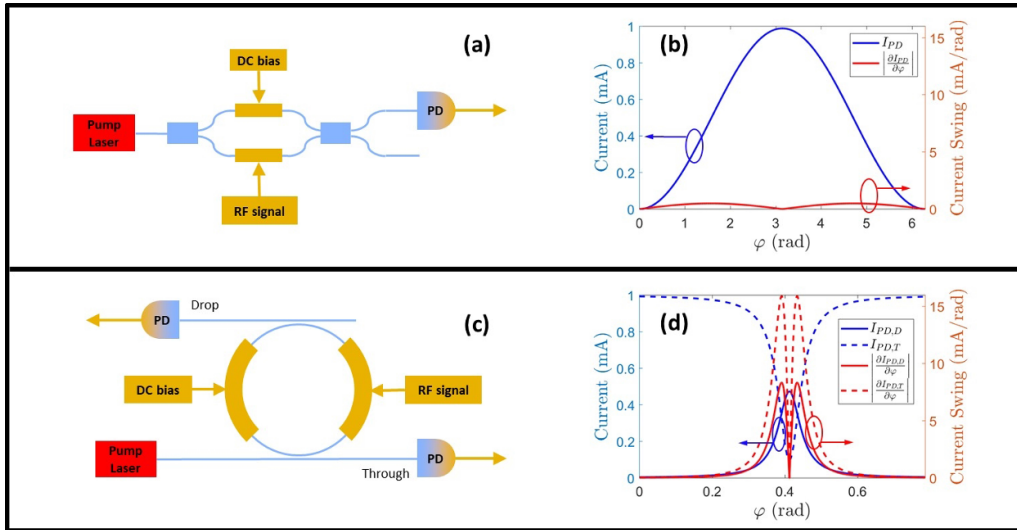 (a)
DC bias
Pump
Laser
PD
RF signal
(b)
I_PD
|∂I_PD/∂φ|
Current (mA)
1
0.8
0.6
0.4
0.2
0
Current Swing (mA/rad)
15
10
5
0
0 1 2 3 4 5 6
φ (rad)
(c)
Drop
PD
DC bias
RF signal
Pump
Laser
Through
PD
(d)
I_PD,D
I_PD,T
|∂I_PD,D/∂φ|
|∂I_PD,T/∂φ|
Current (mA)
1
0.8
0.6
0.4
0.2
0
Current Swing (mA/rad)
15
10
5
0
0 0.2 0.4 0.6
φ (rad)